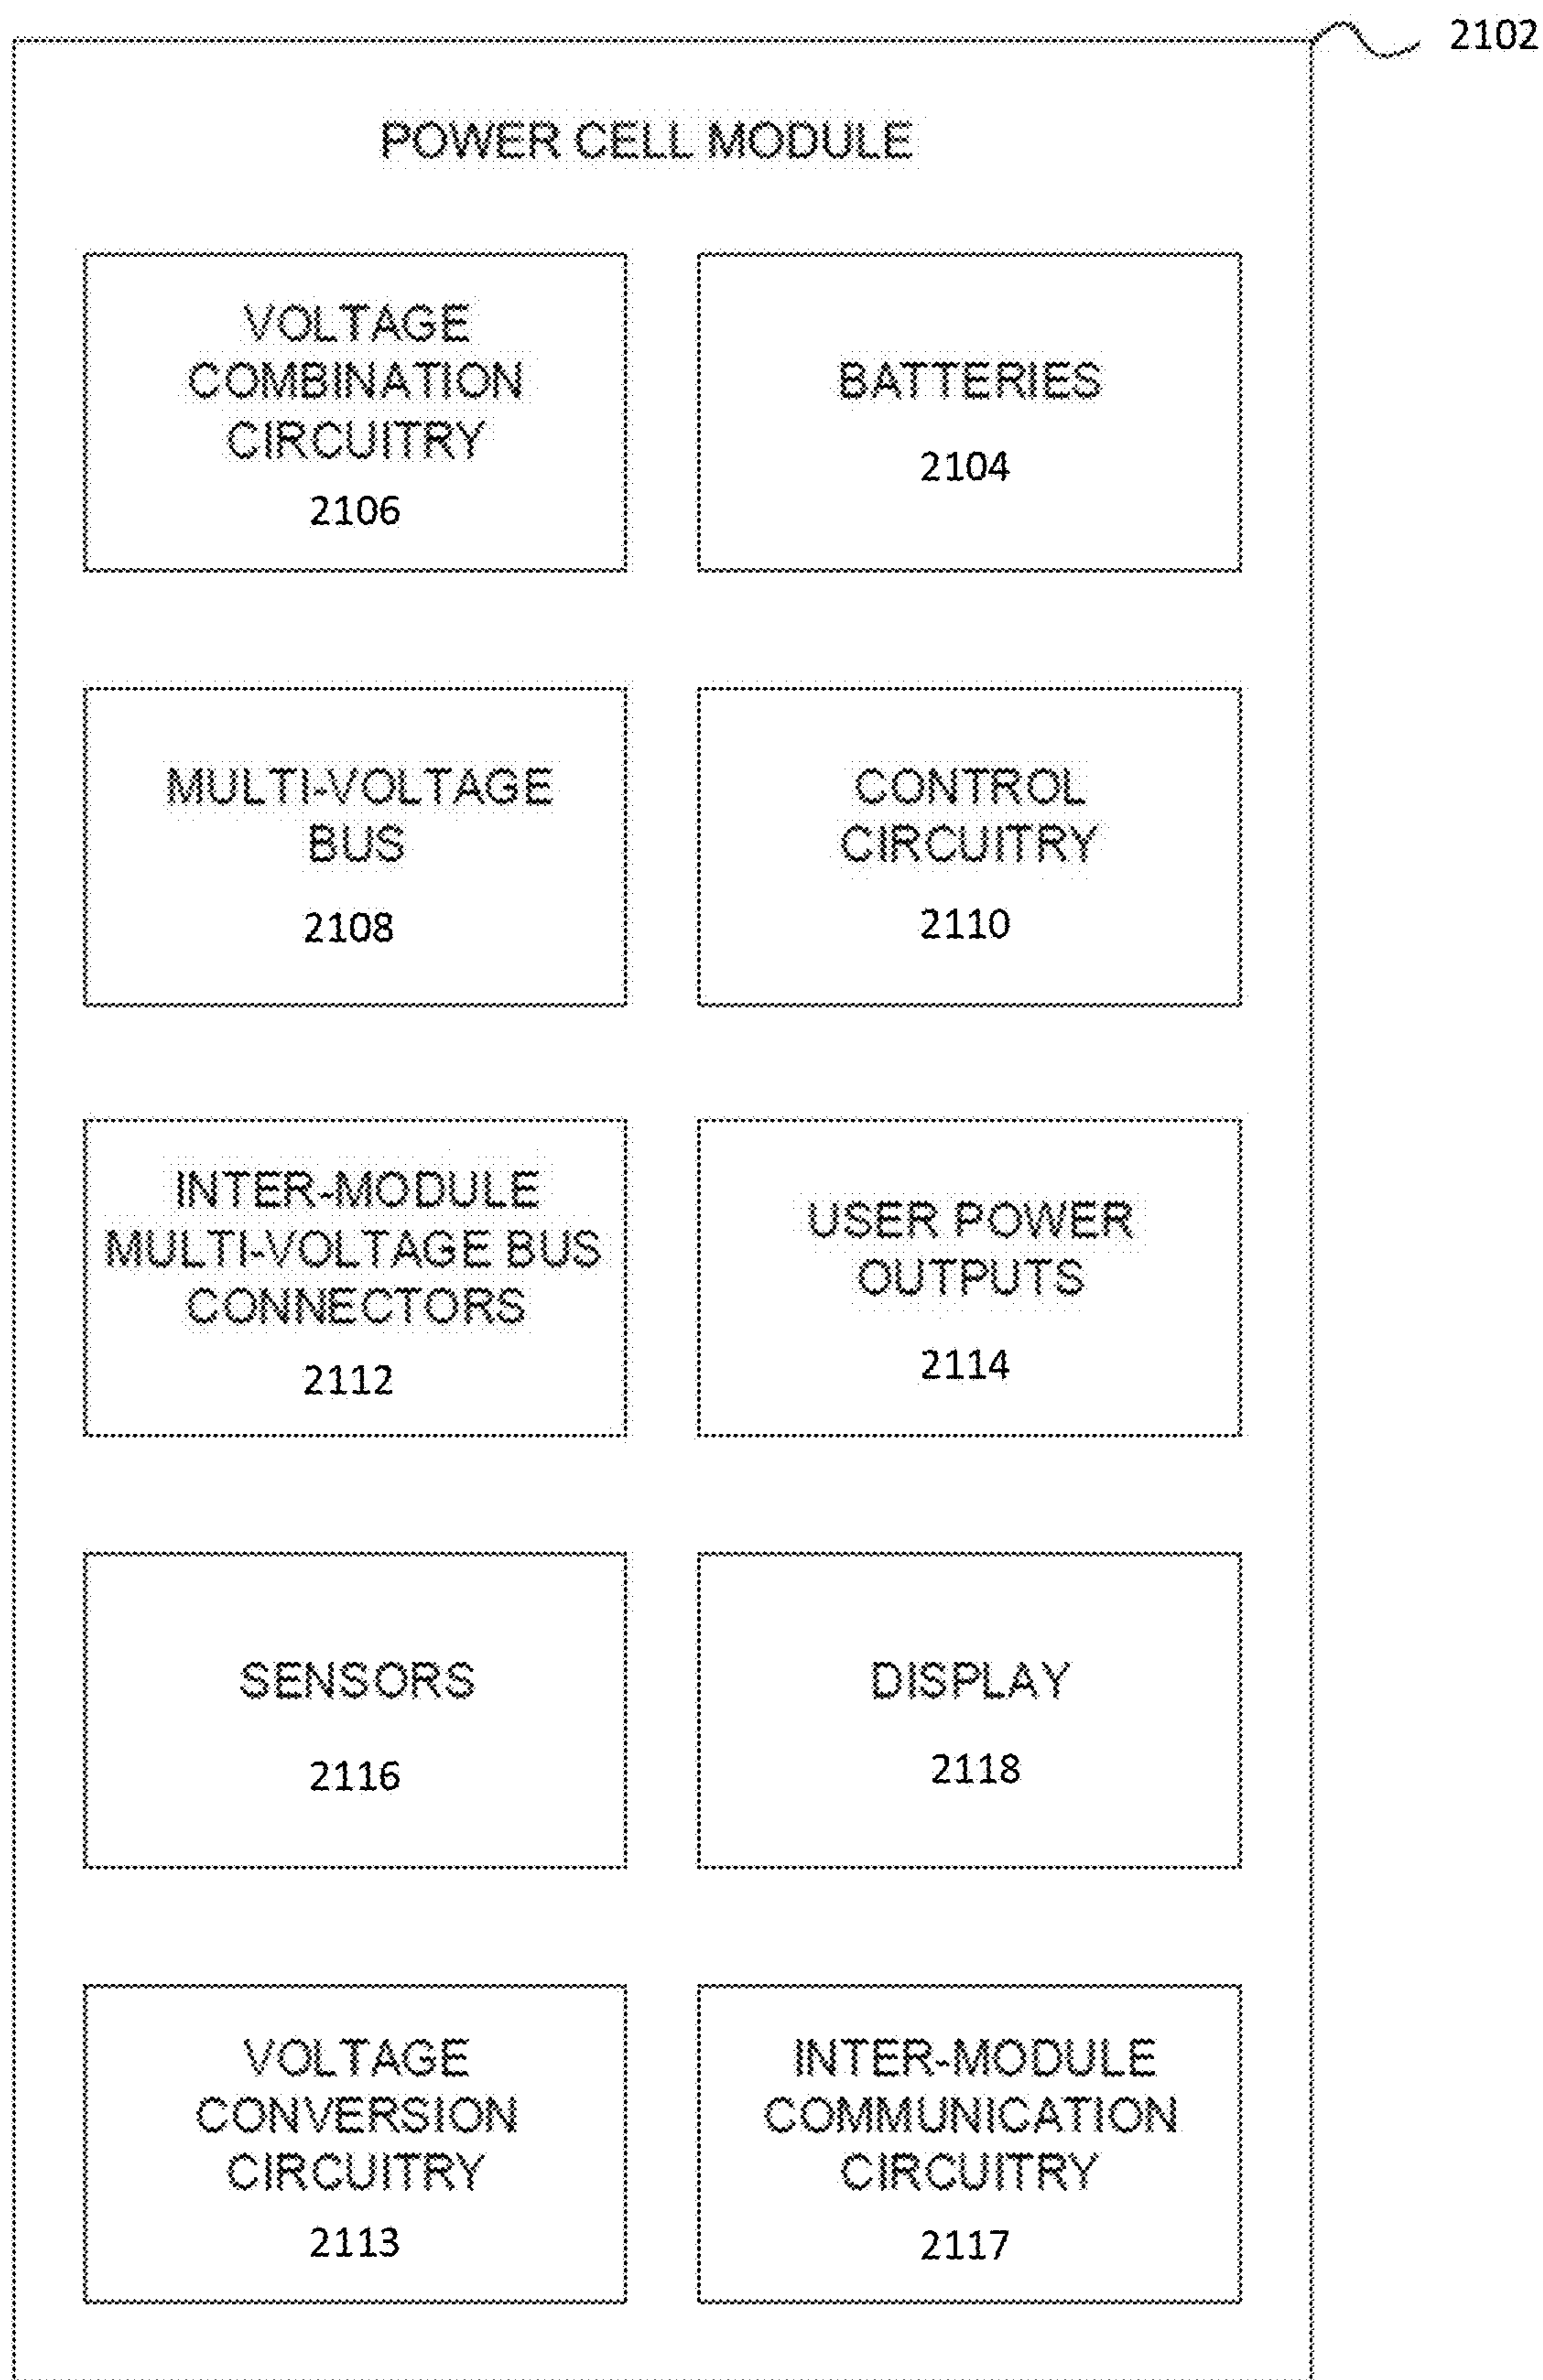 2102
POWER CELL MODULE
VOLTAGE
COMBINATION
CIRCUITRY
2106
BATTERIES
2104
MULTI-VOLTAGE
BUS
2108
CONTROL
CIRCUITRY
2110
INTER-MODULE
MULTI-VOLTAGE BUS
CONNECTORS
2112
USER POWER
OUTPUTS
2114
SENSORS
2116
DISPLAY
2118
VOLTAGE
CONVERSION
CIRCUITRY
2113
INTER-MODULE
COMMUNICATION
CIRCUITRY
2117